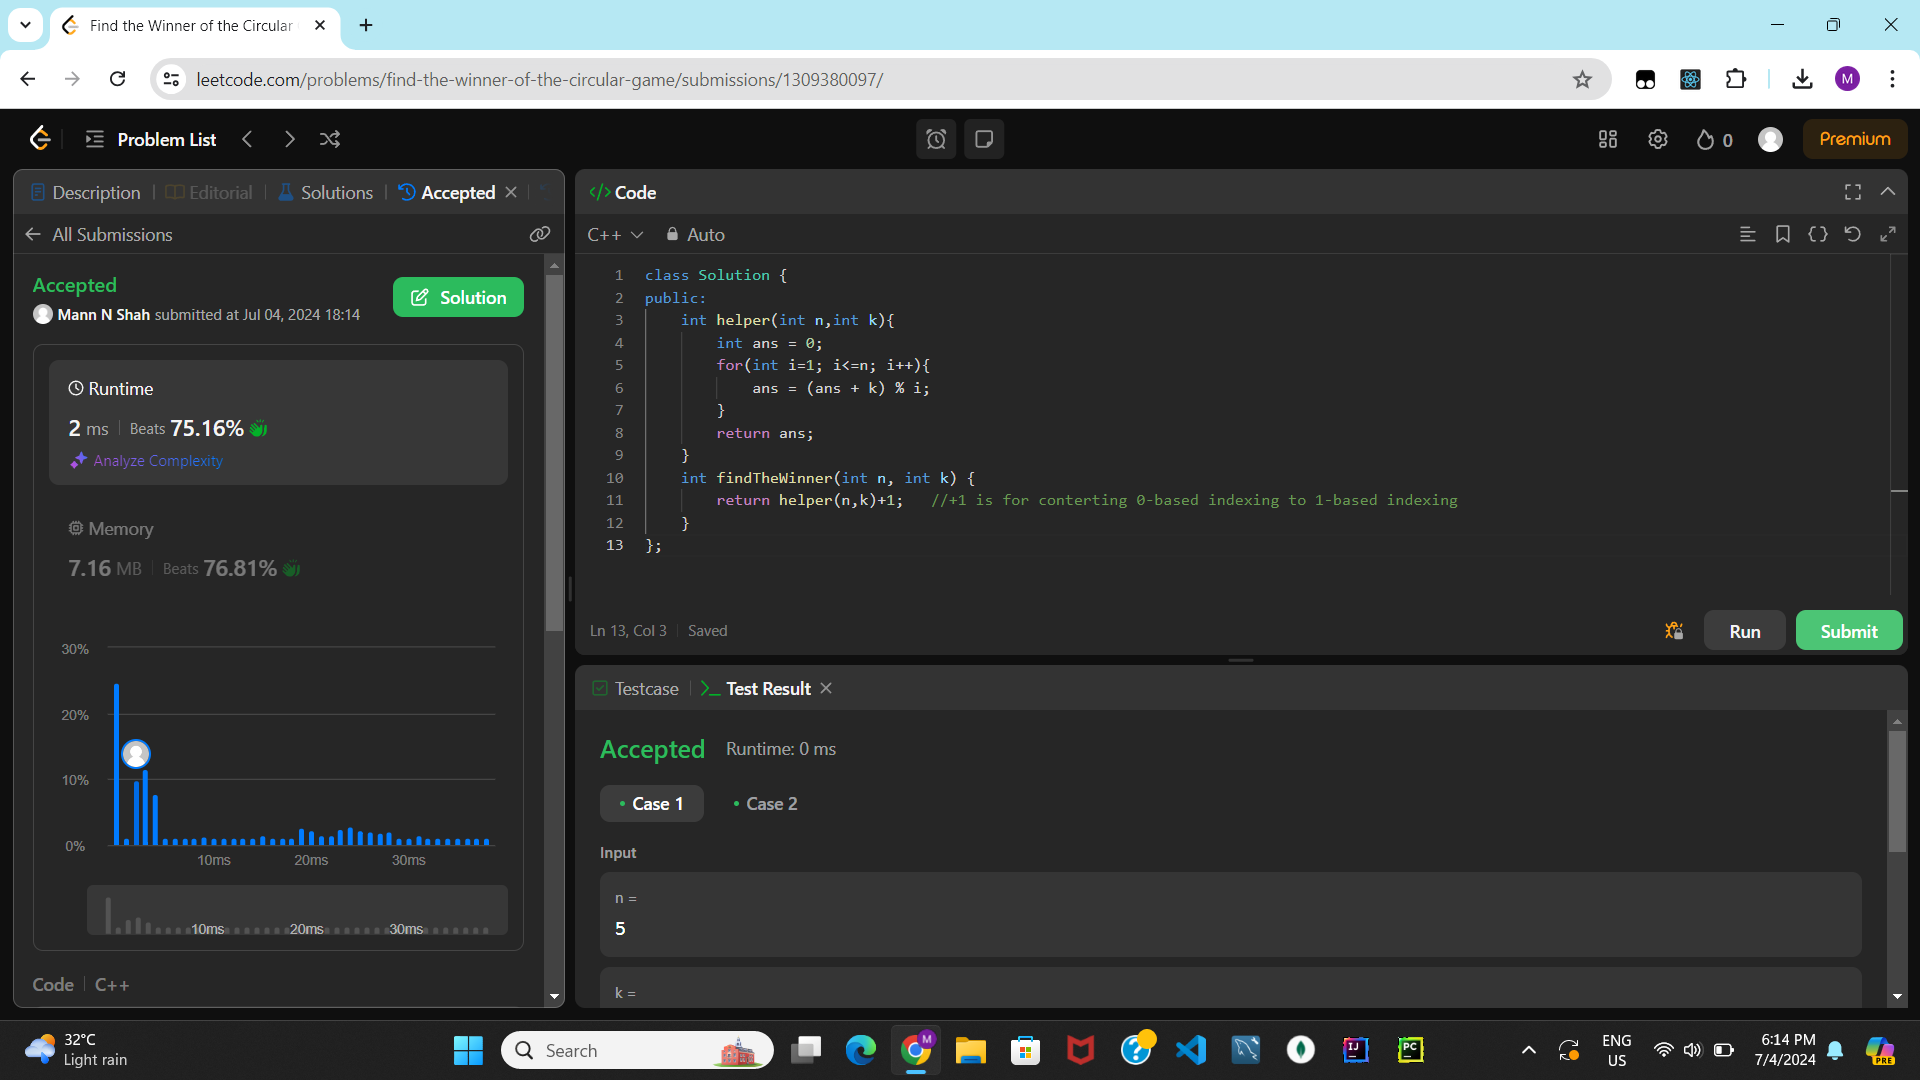 Find the Winner of the Circular
leetcode.com/problems/find-the-winner-of-the-circular-game/submissions/1309380097/
M
Problem List
0
Premium
Description
Editorial
Solutions
Accepted
All Submissions
Accepted
Mann N Shah submitted at Jul 04, 2024 18:14
Solution
Runtime
2 ms
Beats 75.16%
Analyze Complexity
Memory
7.16 MB
Beats 76.81%
30%
20%
10%
0%
10ms 20ms 30ms
10ms 20ms 30ms
Code
C++
</> Code
C++
Auto
1 class Solution {
2 public:
3 int helper(int n,int k){
4 int ans = 0;
5 for(int i=1; i<=n; i++){
6 ans = (ans + k) % i;
7 }
8 return ans;
9 }
10 int findTheWinner(int n, int k) {
11 return helper(n,k)+1; //+1 is for conterting 0-based indexing to 1-based indexing
12 }
13 };
Ln 13, Col 3
Saved
Run
Submit
Testcase
Test Result
Accepted
Runtime: 0 ms
Case 1
Case 2
Input
n =
5
k =
32°C
Light rain
Search
M
IJ
PC
ENG
US
6:14 PM
7/4/2024
PRE